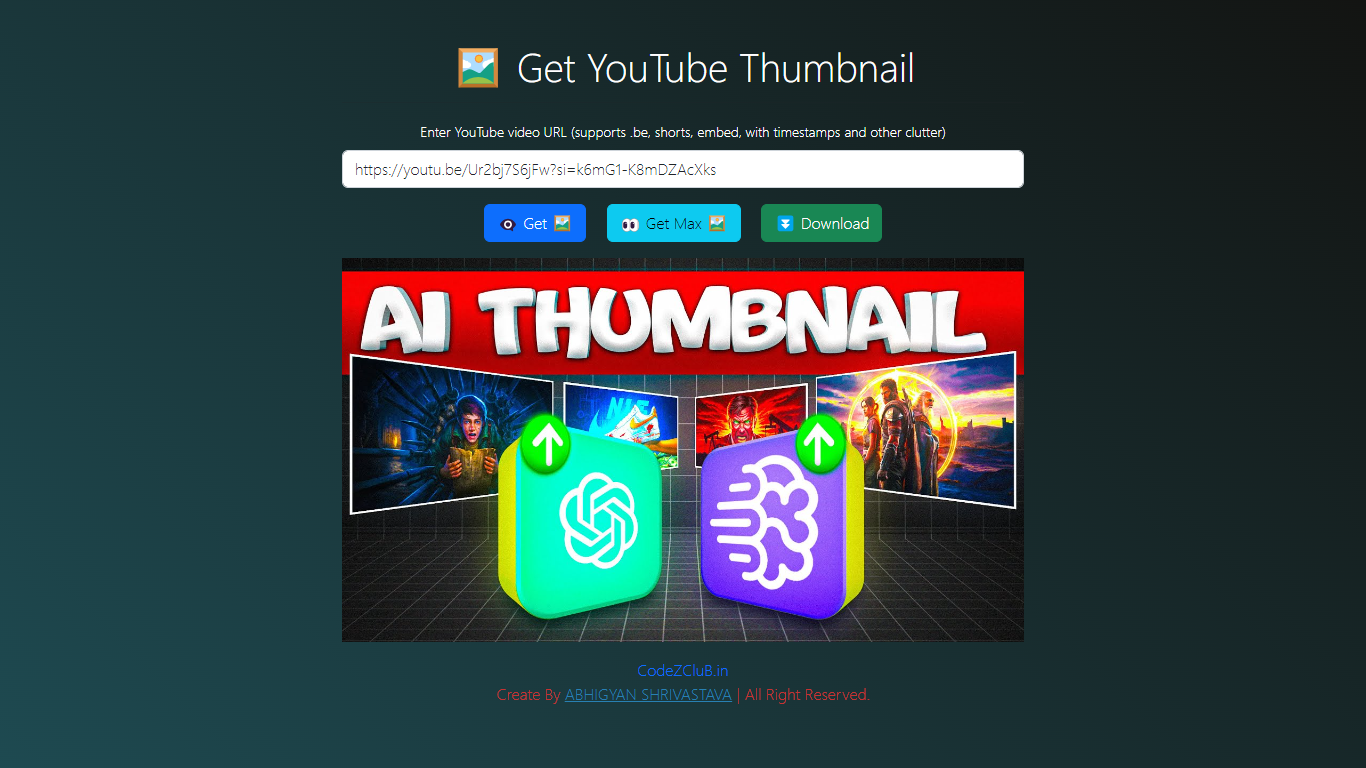 Get YouTube Thumbnail
Enter YouTube video URL (supports .be, shorts, embed, with timestamps and other clutter)
https://youtu.be/Ur2bj7S6jFw?si=k6mG1-K8mDZAcXks
Get
Get Max
Download
AI THUMBNAIL
CodeZCluB.in
Create By ABHIGYAN SHRIVASTAVA | All Right Reserved.